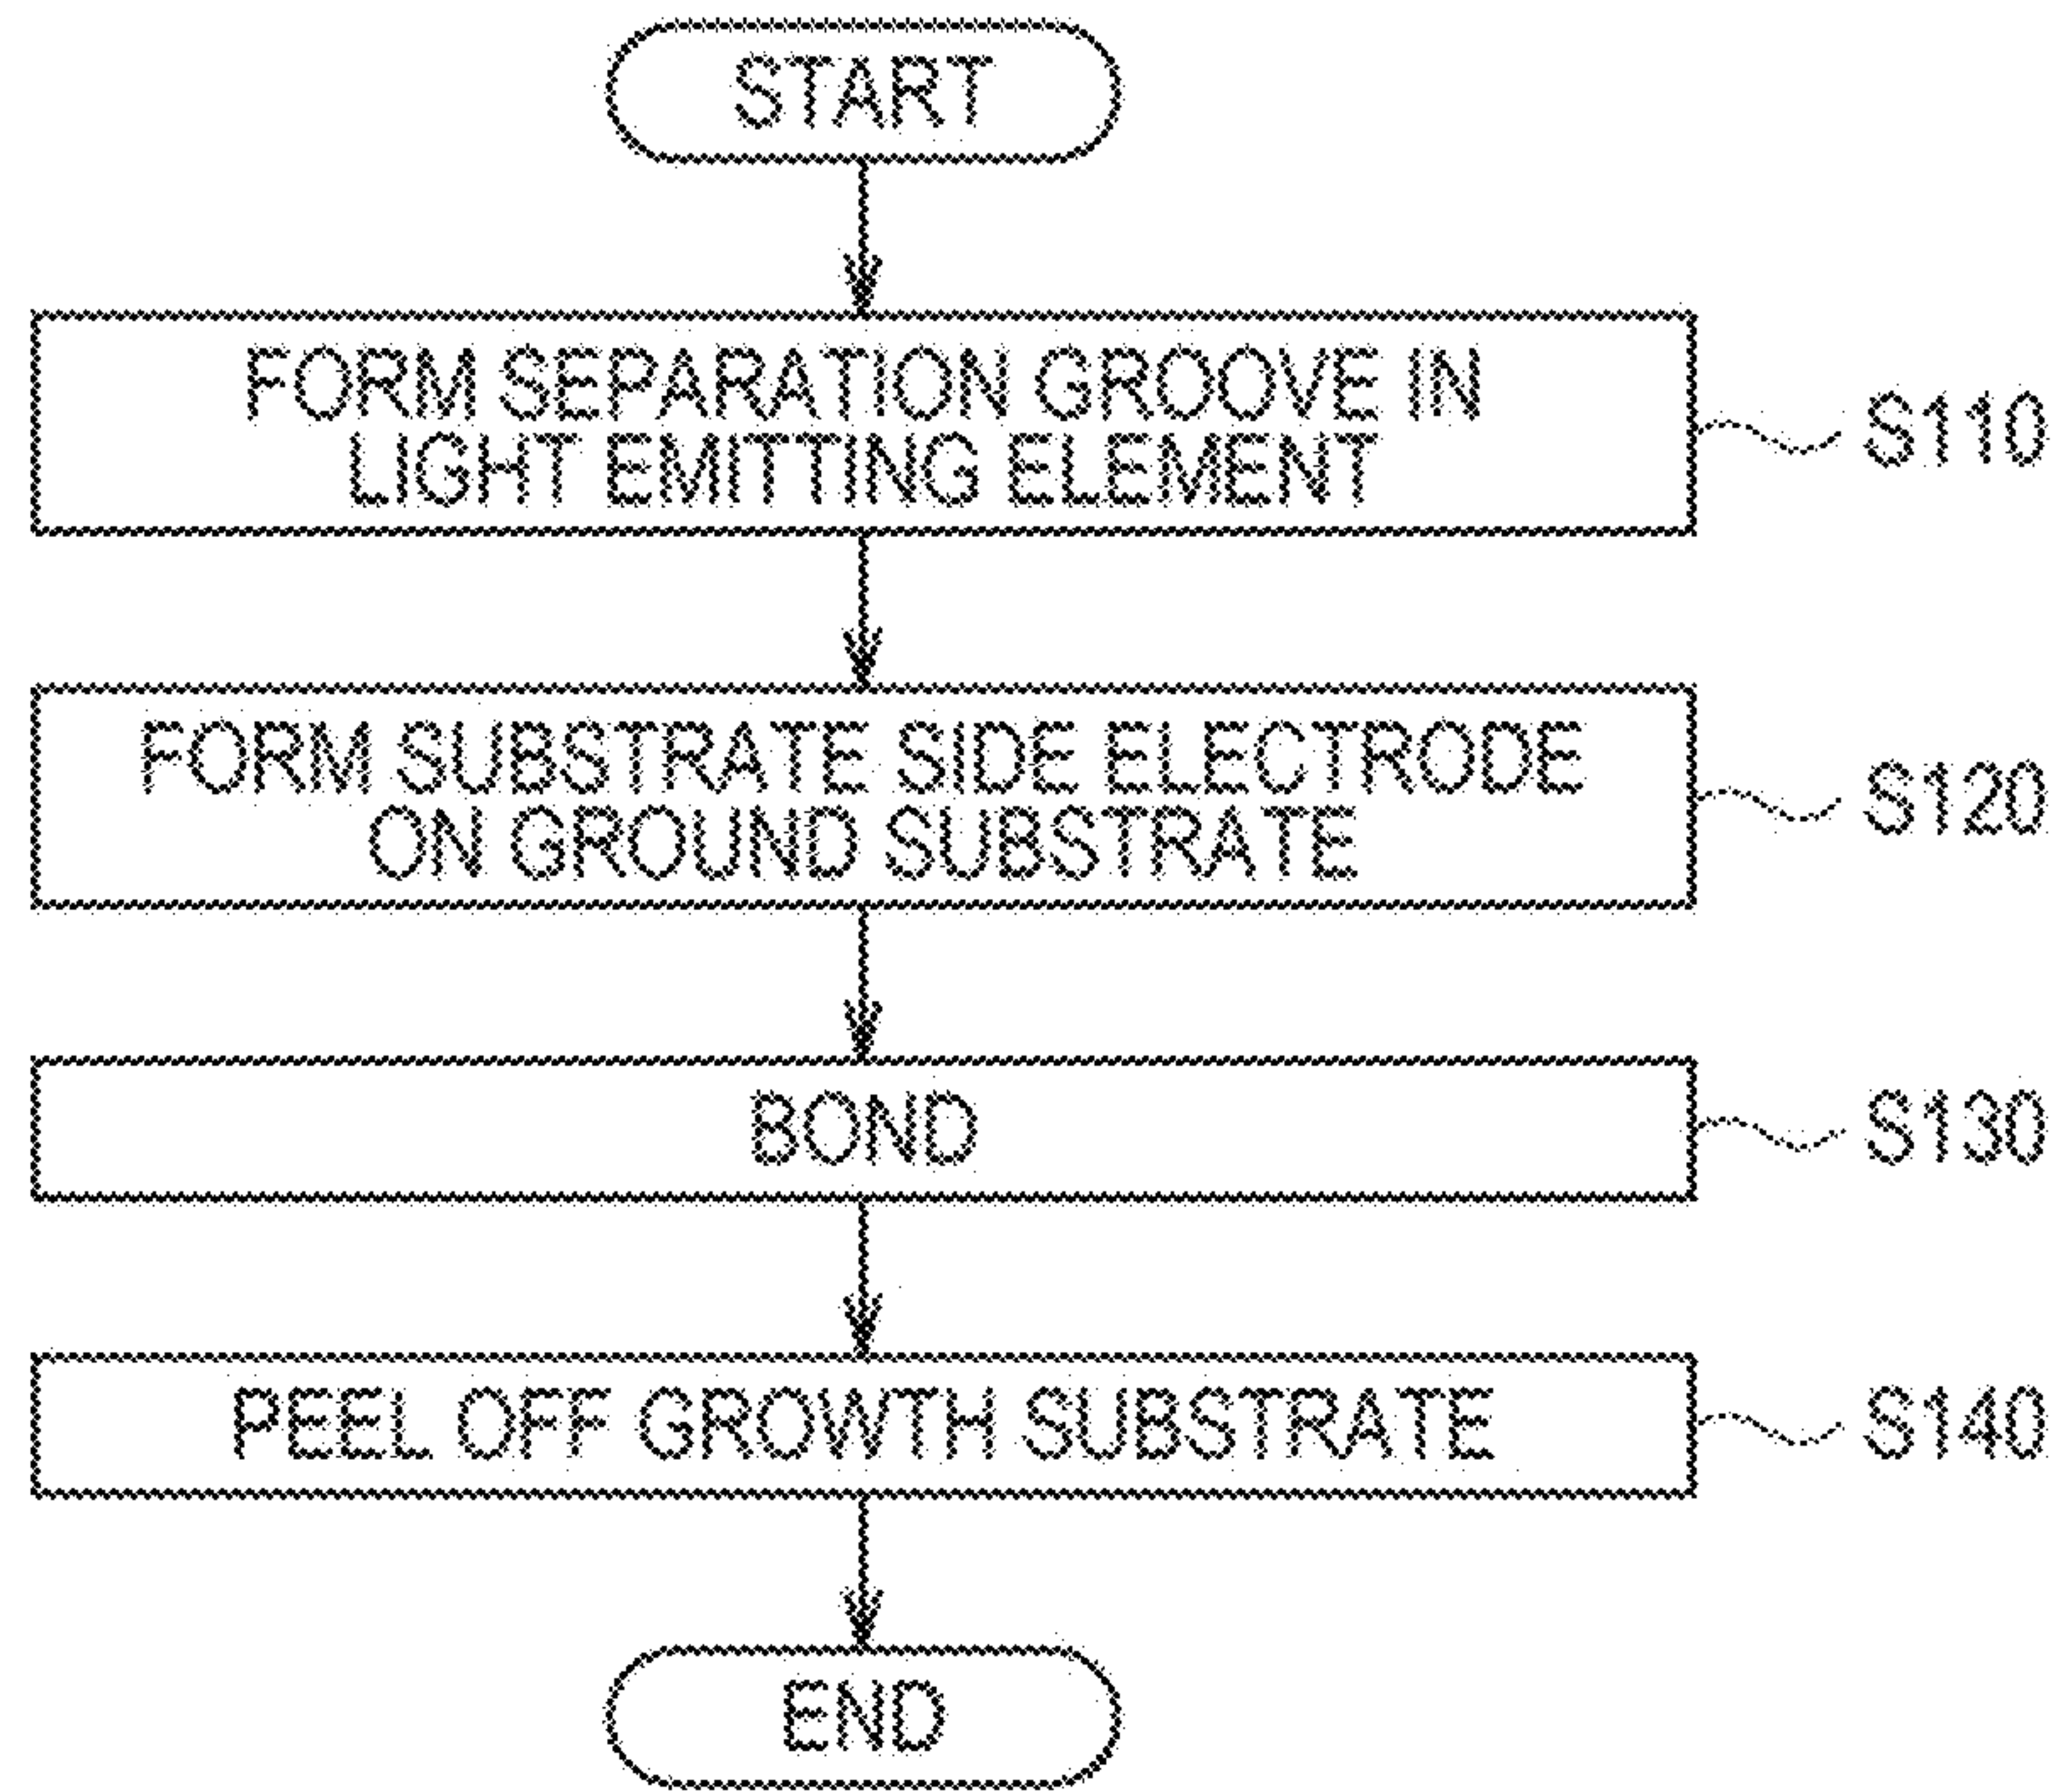 START
FORM SEPARATION GROOVE IN
LIGHT EMITTING ELEMENT
S110
FORM SUBSTRATE SIDE ELECTRODE
ON GROUND SUBSTRATE
S120
BOND
S130
PEEL OFF GROWTH SUBSTRATE
S140
END